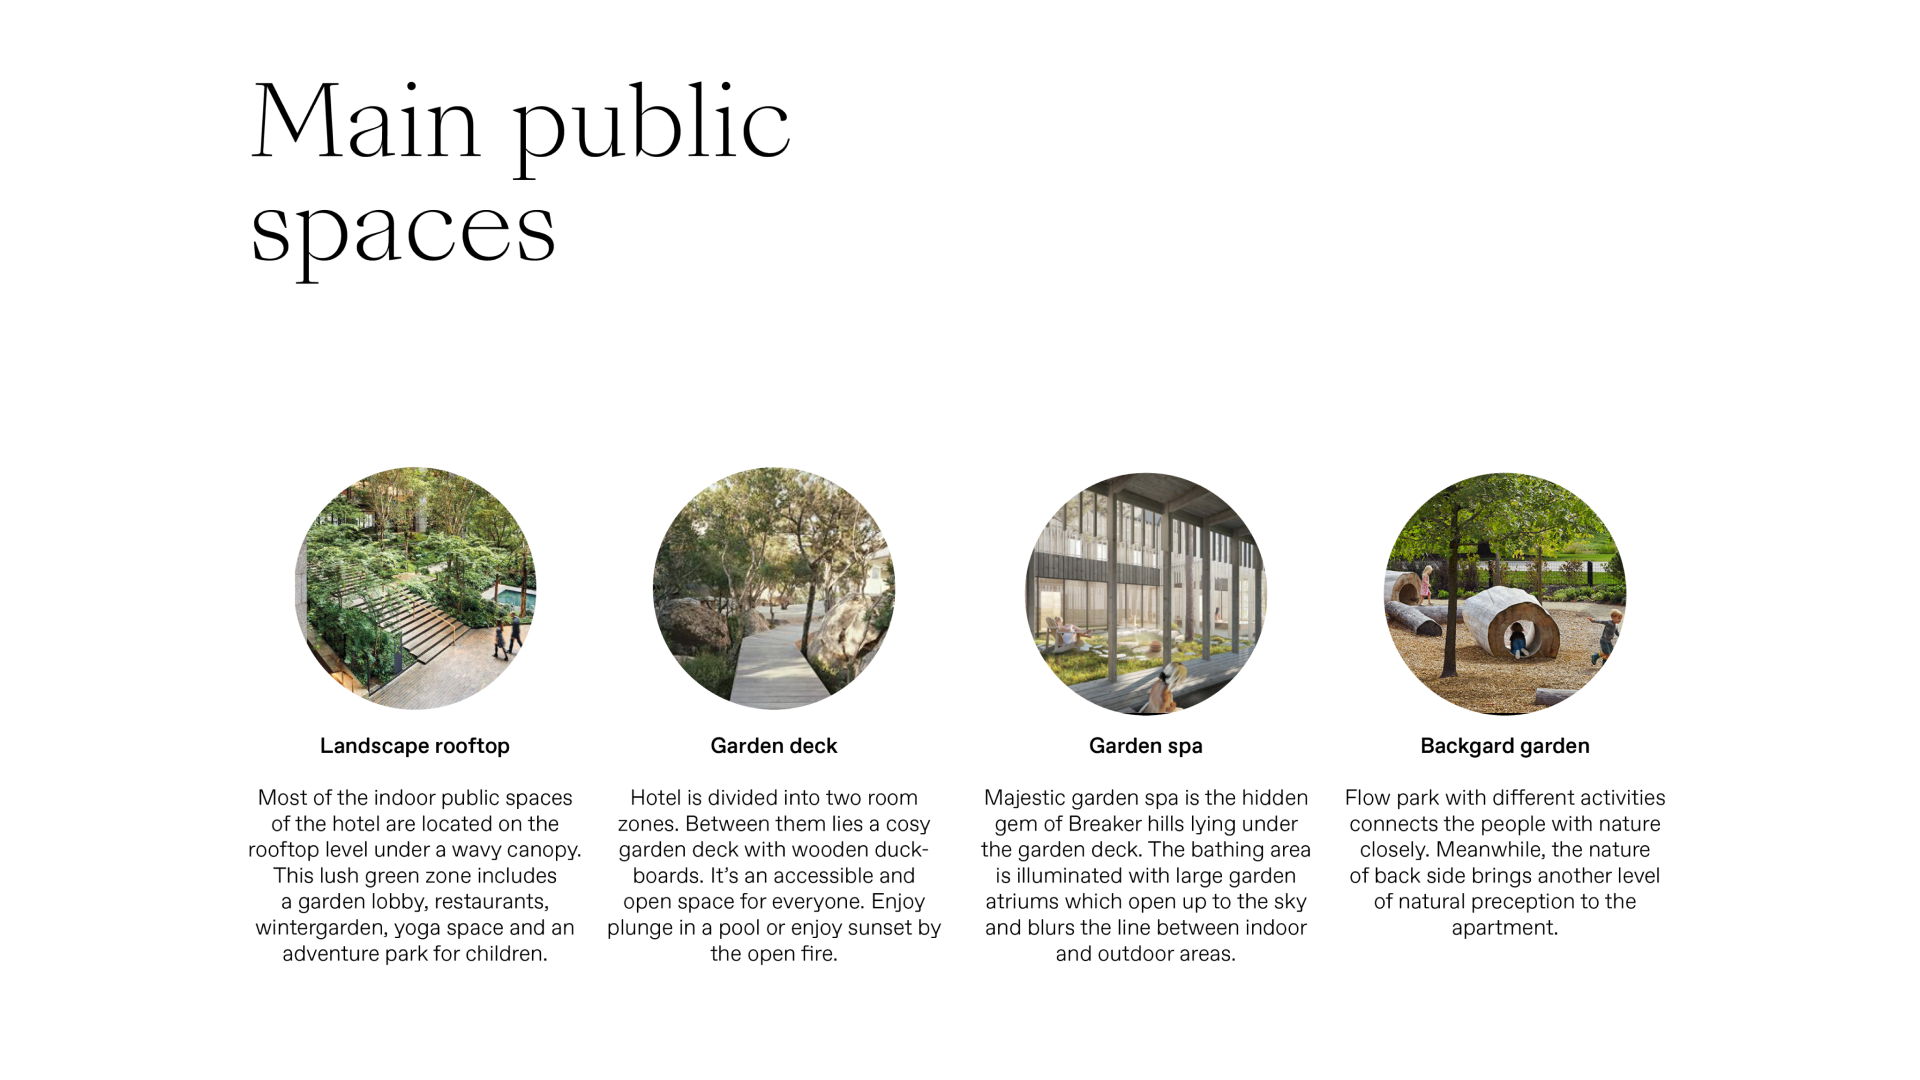 Main public
spaces
Landscape rooftop
Most of the indoor public spaces
of the hotel are located on the
rooftop level under a wavy canopy.
This lush green zone includes
a garden lobby, restaurants,
wintergarden, yoga space and an
adventure park for children.
Garden deck
Hotel is divided into two room
zones. Between them lies a cosy
garden deck with wooden duck-
boards. It’s an accessible and
open space for everyone. Enjoy
plunge in a pool or enjoy sunset by
the open fire.
Garden spa
Majestic garden spa is the hidden
gem of Breaker hills lying under
the garden deck. The bathing area
is illuminated with large garden
atriums which open up to the sky
and blurs the line between indoor
and outdoor areas.
Backgard garden
Flow park with different activities
connects the people with nature
closely. Meanwhile, the nature
of back side brings another level
of natural preception to the
apartment.